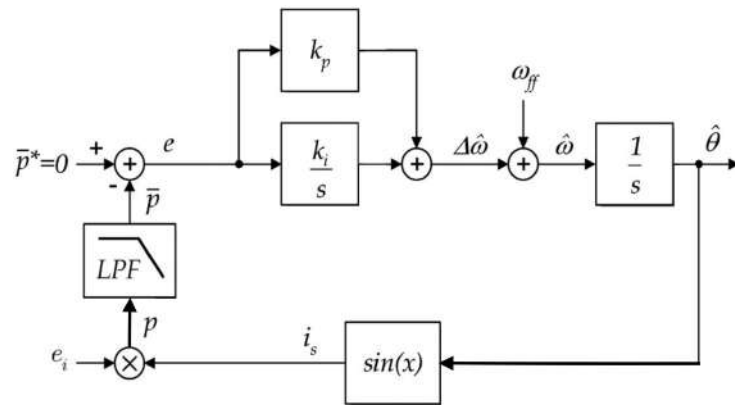 k_p
ω_ff
p̄*=0
+
+
e
k_i
s
+
Δω̂
+
ω̂
1
s
θ̂
-
p̄
LPF
p
e_i
×
i_s
sin(x)